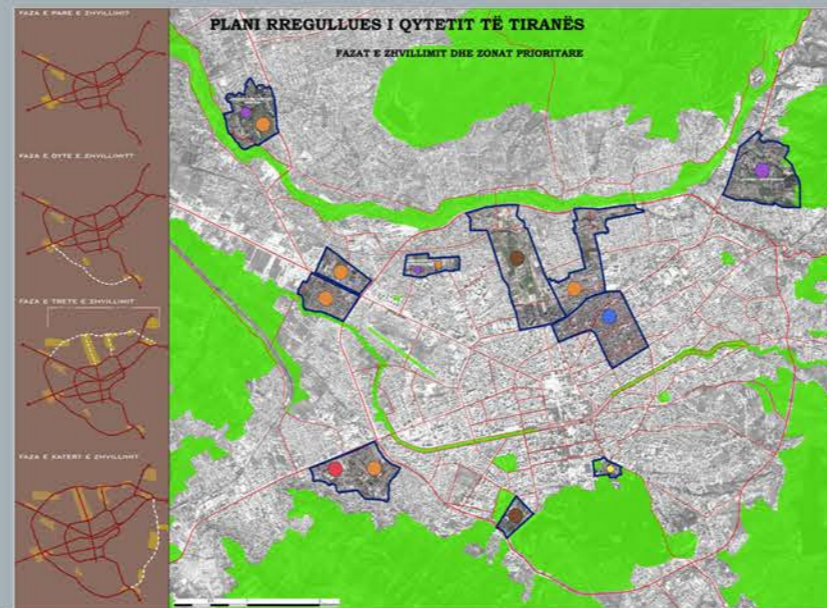 PLANI RREGULLUES I QYTETIT TË TIRANËS
FAZAT E ZHVILLIMIT DHE ZONAT PRIORITARE
FAZA E PARE E ZHVILLIMIT
FAZA E DYTE E ZHVILLIMIT
FAZA E TRETE E ZHVILLIMIT
FAZA E KATERT E ZHVILLIMIT